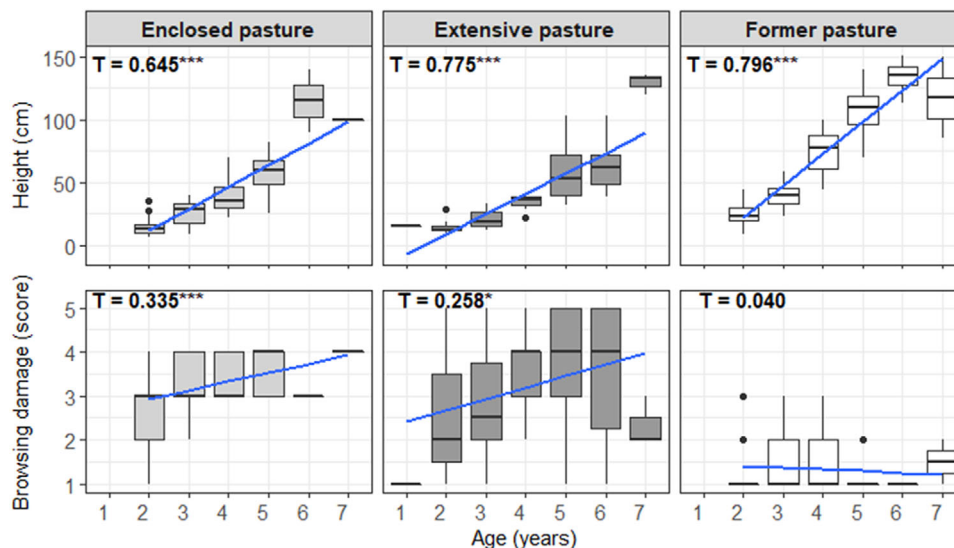 Enclosed pasture Extensive pasture Former pasture
T = 0.645*** T = 0.775*** T = 0.796***
Height (cm)
150
100
50
0
T = 0.335*** T = 0.258* T = 0.040
Browsing damage (score)
5
4
3
2
1
1 2 3 4 5 6 7 1 2 3 4 5 6 7 1 2 3 4 5 6 7
Age (years)